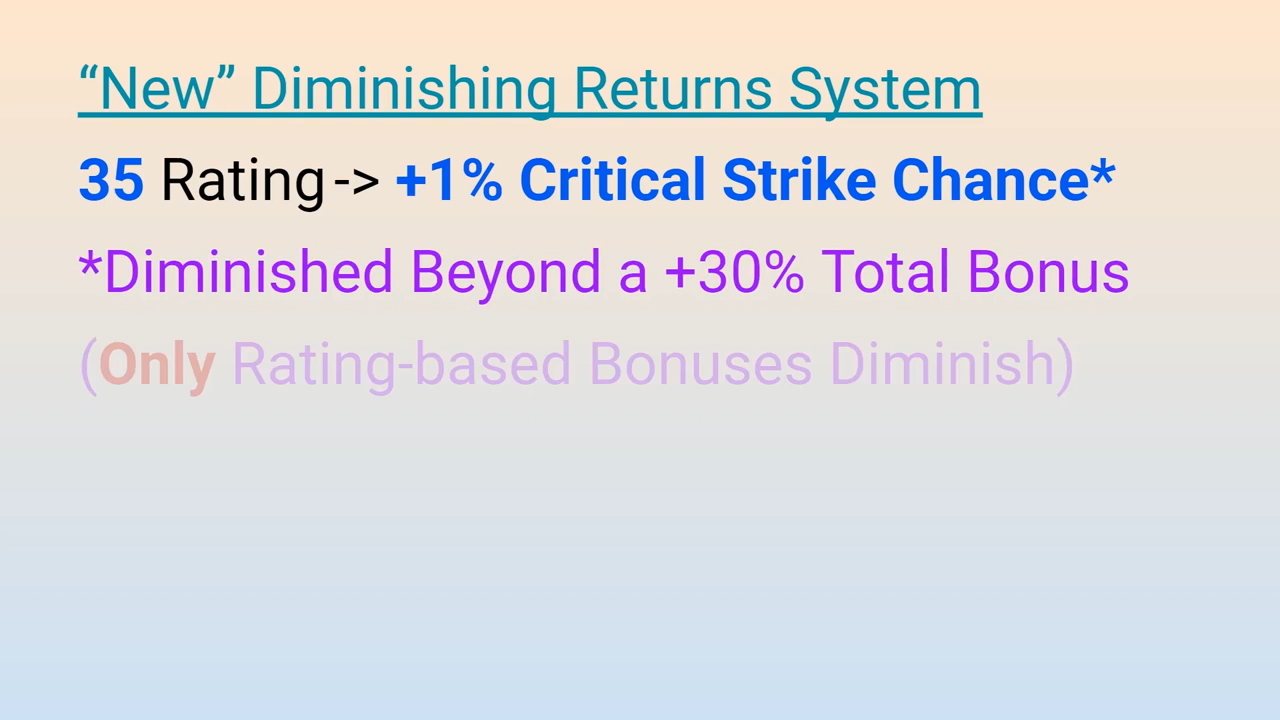 “New” Diminishing Returns System
35 Rating -> +1% Critical Strike Chance*
*Diminished Beyond a +30% Total Bonus
(Only Rating-based Bonuses Diminish)